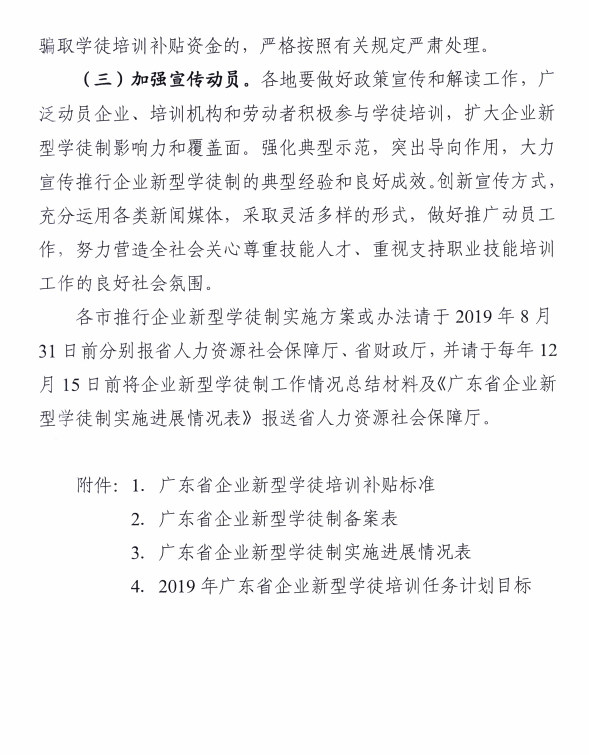 骗取学徒培训补贴资金的，严格按照有关规定严肃处理。
（三）加强宣传动员。各地要做好政策宣传和解读工作，广
泛动员企业、培训机构和劳动者积极参与学徒培训，扩大企业新
型学徒制影响力和覆盖面。强化典型示范，突出导向作用，大力
宣传推行企业新型学徒制的典型经验和良好成效。创新宣传方式，
充分运用各类新闻媒体，采取灵活多样的形式，做好推广动员工
作，努力营造全社会关心尊重技能人才、重视支持职业技能培训
工作的良好社会氛围。
各市推行企业新型学徒制实施方案或办法请于 2019 年 8 月
31 日前分别报省人力资源社会保障厅、省财政厅，并请于每年 12
月 15 日前将企业新型学徒制工作情况总结材料及《广东省企业新
型学徒制实施进展情况表》报送省人力资源社会保障厅。
附件：1. 广东省企业新型学徒培训补贴标准
2. 广东省企业新型学徒制备案表
3. 广东省企业新型学徒制实施进展情况表
4. 2019 年广东省企业新型学徒培训任务计划目标